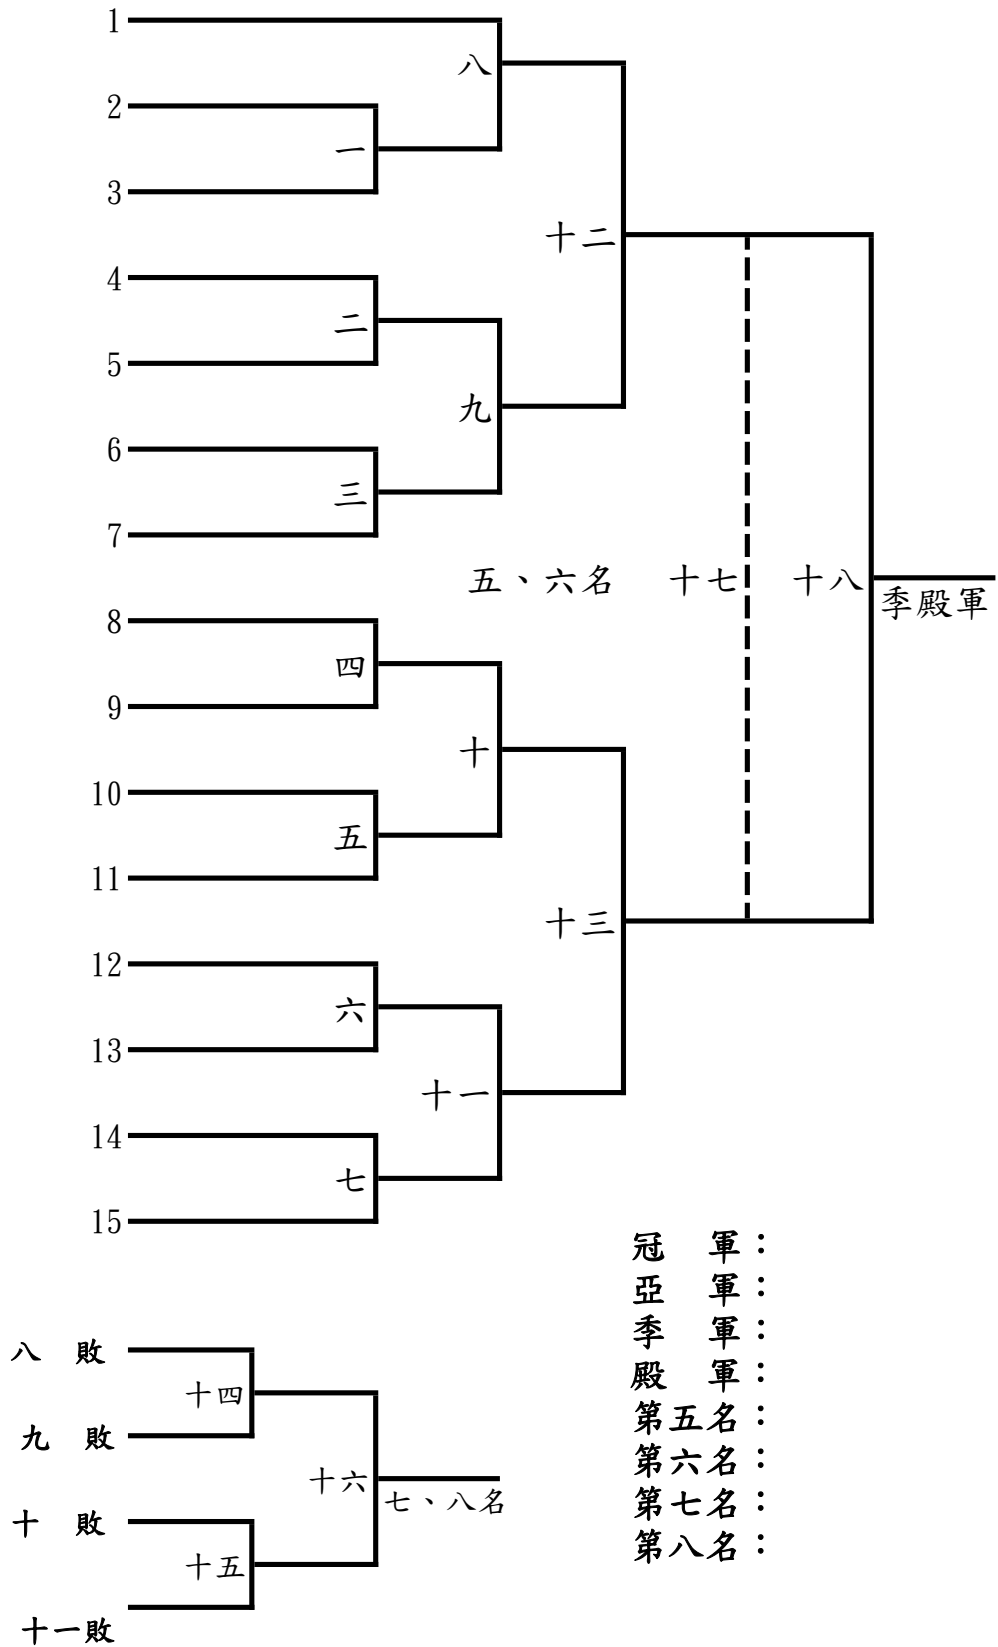 1
八
2
一
3
十二
4
二
5
九
6
三
7
五、六名 十七 十八
季殿軍
8
四
9
十
10
五
11
十三
12
六
13
十一
14
七
15
冠 軍：
亞 軍：
季 軍：
殿 軍：
第五名：
第六名：
第七名：
第八名：
八 敗
十四
九 敗
十六
七、八名
十 敗
十五
十一敗